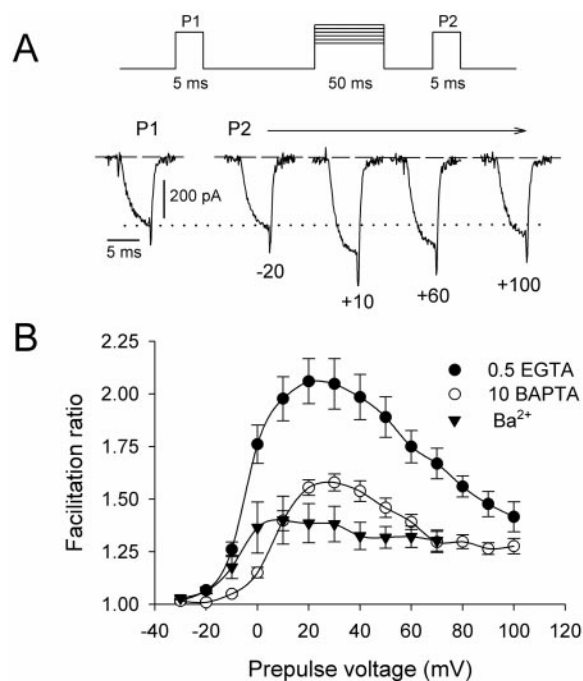 A
P1
P2
5 ms
50 ms
5 ms
P1
P2
200 pA
5 ms
-20
+10
+60
+100
B
2.25
2.00
1.75
1.50
1.25
1.00
Facilitation ratio
0.5 EGTA
10 BAPTA
Ba²⁺
-40 -20 0 20 40 60 80 100 120
Prepulse voltage (mV)